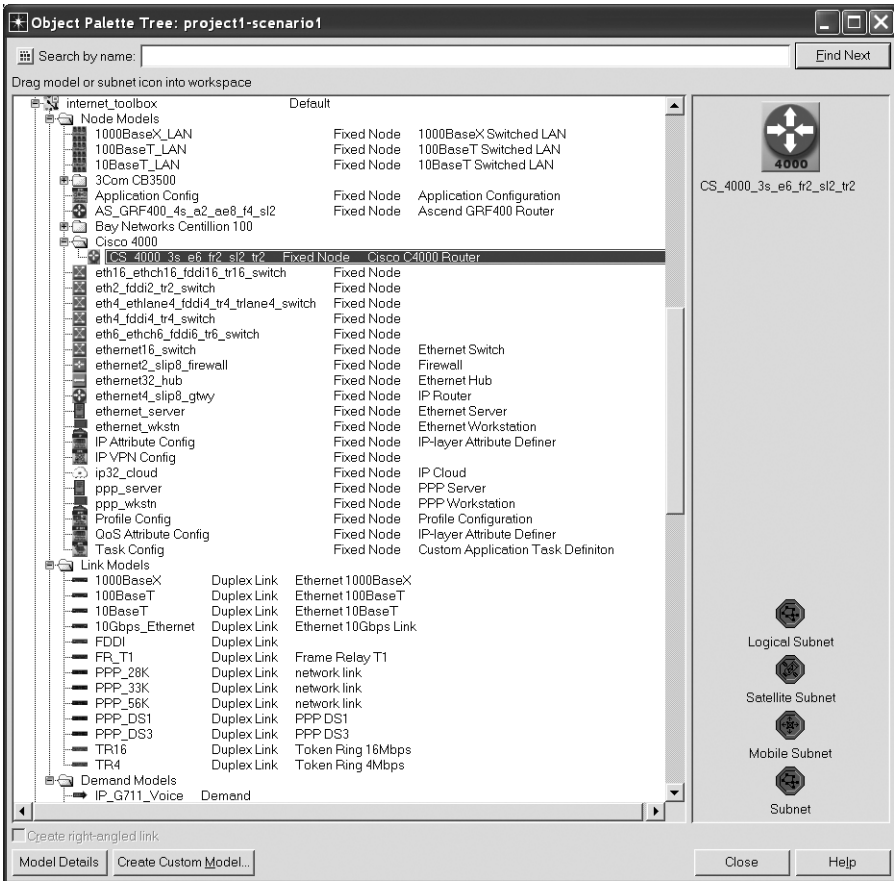 Object Palette Tree: project1-scenario1
Search by name: Find Next
Drag model or subnet icon into workspace
internet_toolbox Default
Node Models
1000BaseX_LAN Fixed Node 1000BaseX Switched LAN
100BaseT_LAN Fixed Node 100BaseT Switched LAN
10BaseT_LAN Fixed Node 10BaseT Switched LAN
3Com CB3500
Application Config Fixed Node Application Configuration
AS_GRF400_4s_a2_ae8_f4_sl2 Fixed Node Ascend GRF400 Router
Bay Networks Centillion 100
Cisco 4000
CS_4000_3s_e6_fr2_sl2_tr2 Fixed Node Cisco C4000 Router
eth16_ethch16_fddi16_tr16_switch Fixed Node
eth2_fddi2_tr2_switch Fixed Node
eth4_ethlane4_fddi4_tr4_trlane4_switch Fixed Node
eth4_fddi4_tr4_switch Fixed Node
eth6_ethch6_fddi6_tr6_switch Fixed Node
ethernet16_switch Fixed Node Ethernet Switch
ethernet2_slip8_firewall Fixed Node Firewall
ethernet32_hub Fixed Node Ethernet Hub
ethernet4_slip8_gtwy Fixed Node IP Router
ethernet_server Fixed Node Ethernet Server
ethernet_wkstn Fixed Node Ethernet Workstation
IP Attribute Config Fixed Node IP-layer Attribute Definer
IP VPN Config Fixed Node
ip32_cloud Fixed Node IP Cloud
ppp_server Fixed Node PPP Server
ppp_wkstn Fixed Node PPP Workstation
Profile Config Fixed Node Profile Configuration
QoS Attribute Config Fixed Node IP-layer Attribute Definer
Task Config Fixed Node Custom Application Task Definiton
Link Models
1000BaseX Duplex Link Ethernet 1000BaseX
100BaseT Duplex Link Ethernet 100BaseT
10BaseT Duplex Link Ethernet 10BaseT
10Gbps_Ethernet Duplex Link Ethernet 10Gbps Link
FDDI Duplex Link
FR_T1 Duplex Link Frame Relay T1
PPP_28K Duplex Link network link
PPP_33K Duplex Link network link
PPP_56K Duplex Link network link
PPP_DS1 Duplex Link PPP DS1
PPP_DS3 Duplex Link PPP DS3
TR16 Duplex Link Token Ring 16Mbps
TR4 Duplex Link Token Ring 4Mbps
Demand Models
IP_G711_Voice Demand
4000
CS_4000_3s_e6_fr2_sl2_tr2
Logical Subnet
Satellite Subnet
Mobile Subnet
Subnet
Create right-angled link
Model Details Create Custom Model... Close Help